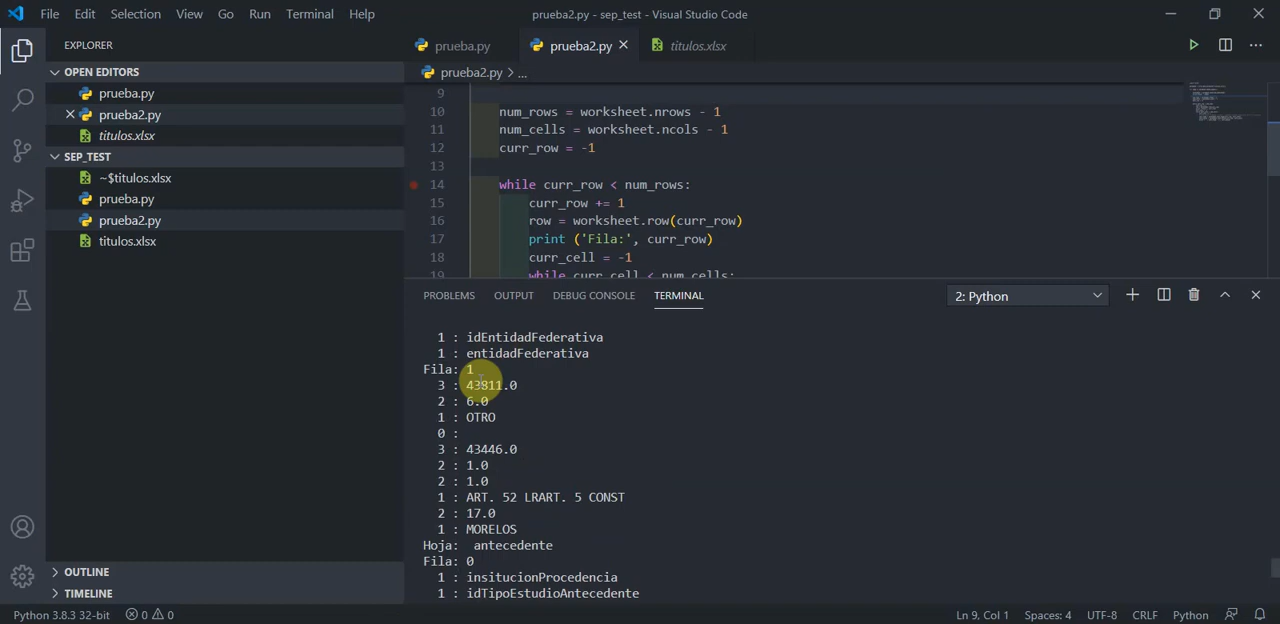 File Edit Selection View Go Run Terminal Help
prueba2.py - sep_test - Visual Studio Code
EXPLORER
OPEN EDITORS
prueba.py
prueba2.py
titulos.xlsx
SEP_TEST
~$titulos.xlsx
prueba.py
prueba2.py
titulos.xlsx
OUTLINE
TIMELINE
prueba.py prueba2.py titulos.xlsx
prueba2.py > ...
9
10 num_rows = worksheet.nrows - 1
11 num_cells = worksheet.ncols - 1
12 curr_row = -1
13
14 while curr_row < num_rows:
15 curr_row += 1
16 row = worksheet.row(curr_row)
17 print ('Fila:', curr_row)
18 curr_cell = -1
19 while curr_cell < num_cells:
PROBLEMS OUTPUT DEBUG CONSOLE TERMINAL 2: Python
1 : idEntidadFederativa
1 : entidadFederativa
Fila: 1
3 : 43811.0
2 : 6.0
1 : OTRO
0 :
3 : 43446.0
2 : 1.0
2 : 1.0
1 : ART. 52 LRART. 5 CONST
2 : 17.0
1 : MORELOS
Hoja: antecedente
Fila: 0
1 : insitucionProcedencia
1 : idTipoEstudioAntecedente
Python 3.8.3 32-bit 0 0 Ln 9, Col 1 Spaces: 4 UTF-8 CRLF Python